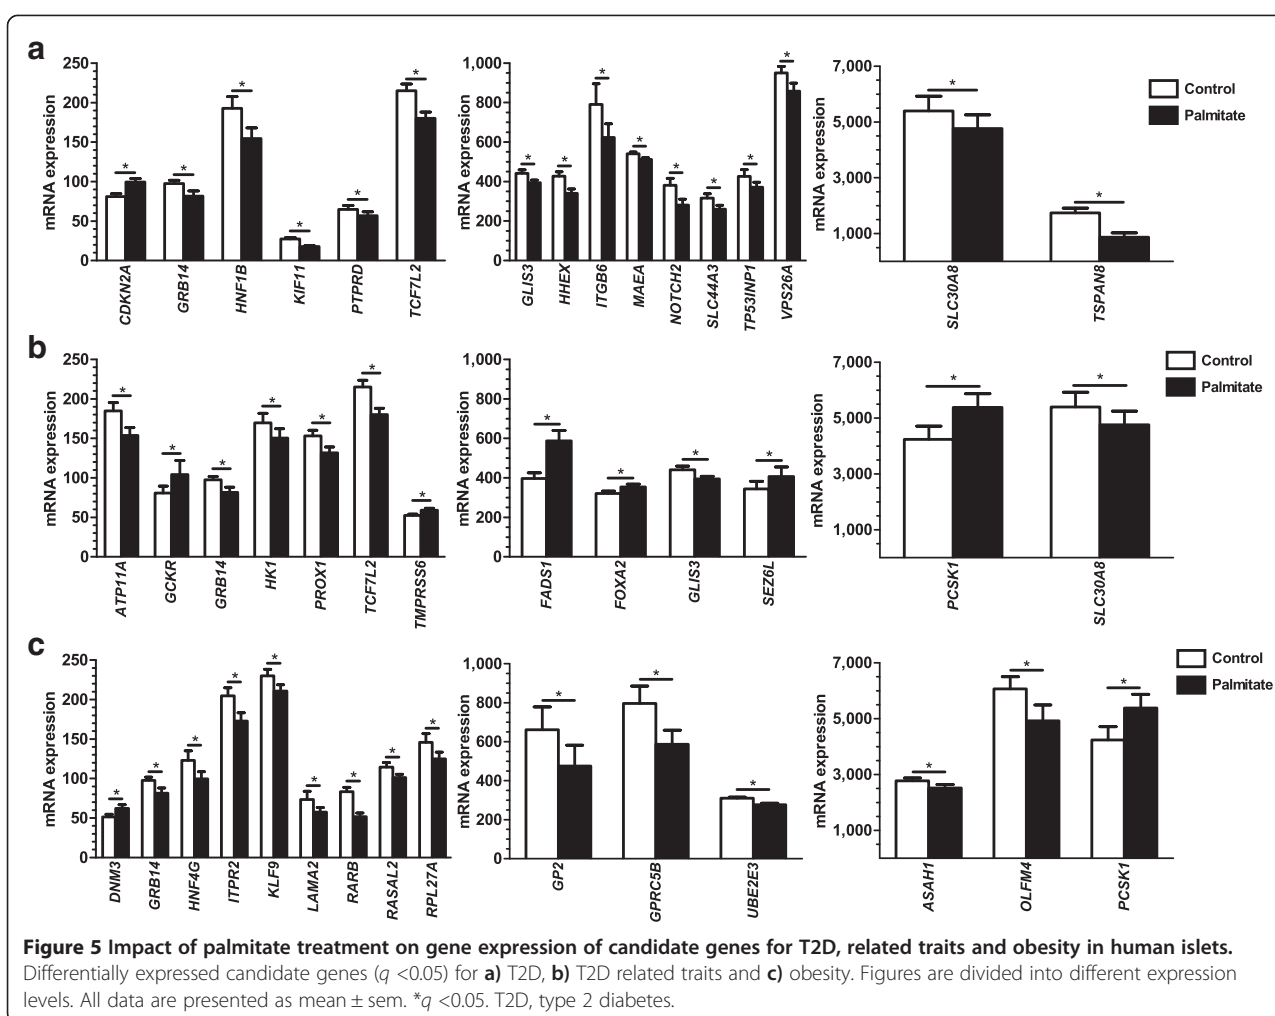 a
250
200
150
100
50
0
mRNA expression
* * * * * *
CDKN2A
GRB14
HNF1B
KIF11
PTPRD
TCF7L2
1,000
800
600
400
200
0
mRNA expression
* * * * * * * *
GLIS3
HHEX
ITGB6
MAEA
NOTCH2
SLC44A3
TP53INP1
VPS26A
7,000
5,000
3,000
1,000
mRNA expression
* *
SLC30A8
TSPAN8
Control
Palmitate
b
250
200
150
100
50
0
mRNA expression
* * * * * * *
ATP11A
GCKR
GRB14
HK1
PROX1
TCF7L2
TMPRSS6
1,000
800
600
400
200
0
mRNA expression
* * * *
FADS1
FOXA2
GLIS3
SEZ6L
7,000
5,000
3,000
1,000
mRNA expression
* *
PCSK1
SLC30A8
Control
Palmitate
c
250
200
150
100
50
0
mRNA expression
* * * * * * * * *
DNM3
GRB14
HNF4G
ITPR2
KLF9
LAMA2
RARB
RASAL2
RPL27A
1,000
800
600
400
200
0
mRNA expression
* * *
GP2
GPRC5B
UBE2E3
7,000
5,000
3,000
1,000
mRNA expression
* * *
ASAH1
OLFM4
PCSK1
Control
Palmitate
Figure 5 Impact of palmitate treatment on gene expression of candidate genes for T2D, related traits and obesity in human islets.
Differentially expressed candidate genes (q <0.05) for a) T2D, b) T2D related traits and c) obesity. Figures are divided into different expression
levels. All data are presented as mean ± sem. *q <0.05. T2D, type 2 diabetes.